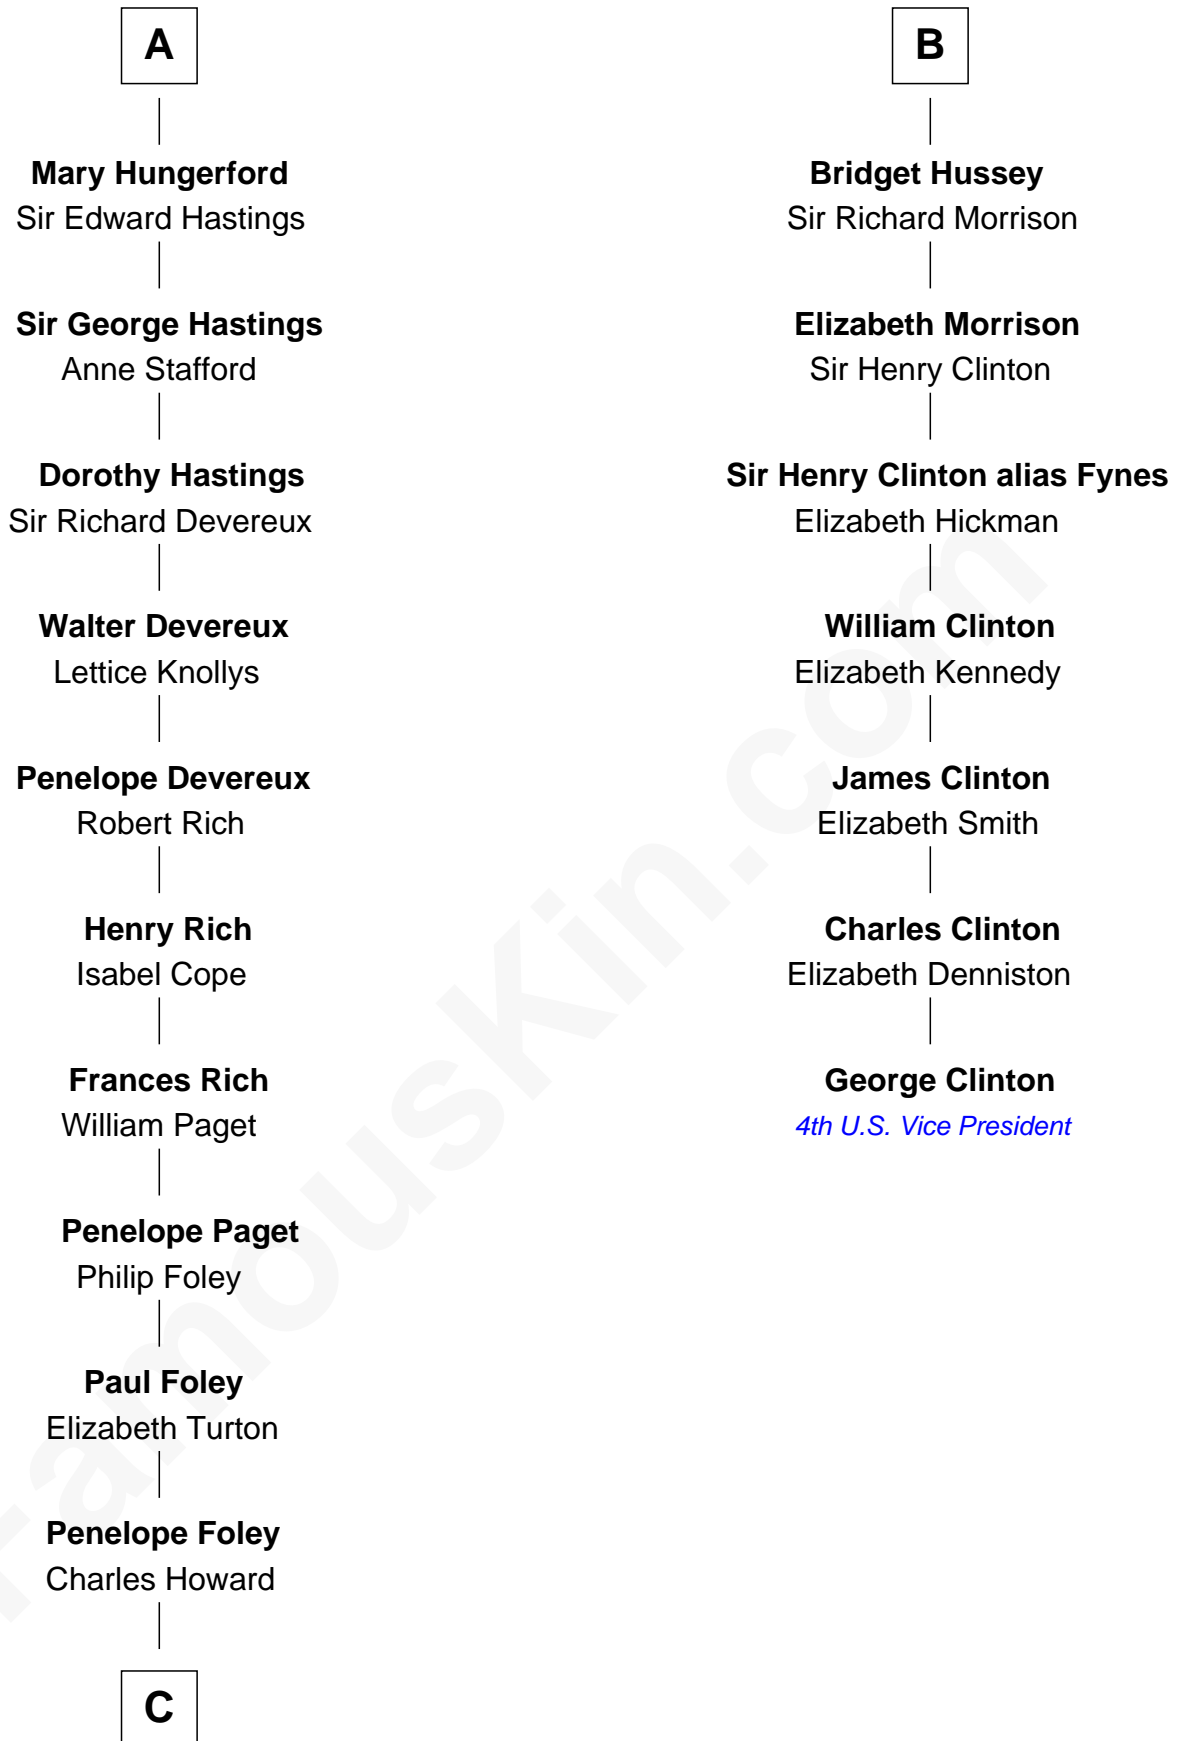 A
Mary Hungerford
Sir Edward Hastings
Sir George Hastings
Anne Stafford
Dorothy Hastings
Sir Richard Devereux
Walter Devereux
Lettice Knollys
Penelope Devereux
Robert Rich
Henry Rich
Isabel Cope
Frances Rich
William Paget
Penelope Paget
Philip Foley
Paul Foley
Elizabeth Turton
Penelope Foley
Charles Howard
C
B
Bridget Hussey
Sir Richard Morrison
Elizabeth Morrison
Sir Henry Clinton
Sir Henry Clinton alias Fynes
Elizabeth Hickman
William Clinton
Elizabeth Kennedy
James Clinton
Elizabeth Smith
Charles Clinton
Elizabeth Denniston
George Clinton
4th U.S. Vice President
FamousKin.com